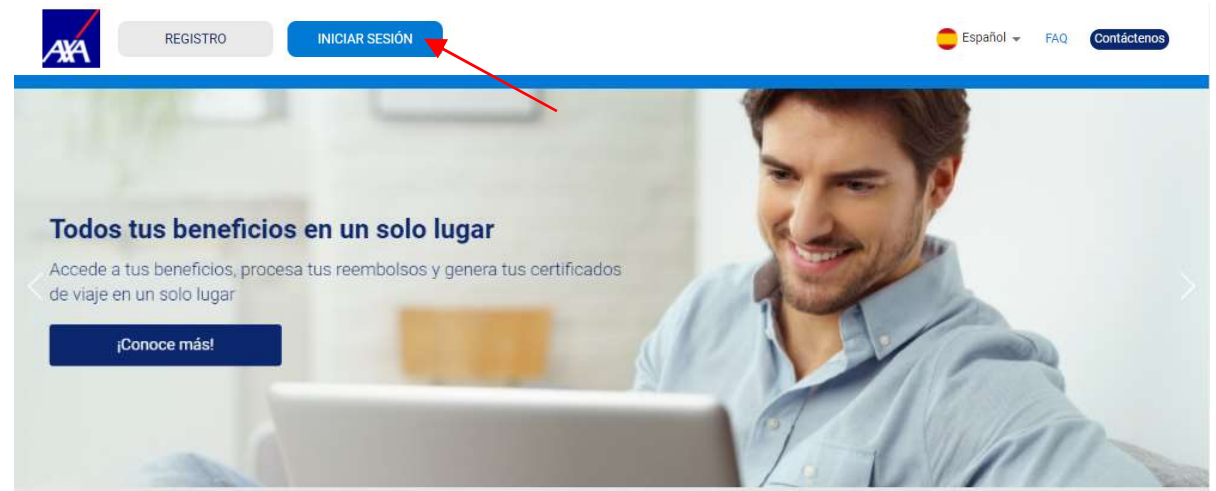 AXA
REGISTRO
INICIAR SESIÓN
Español
FAQ
Contáctenos
Todos tus beneficios en un solo lugar
Accede a tus beneficios, procesa tus reembolsos y genera tus certificados
de viaje en un solo lugar
¡Conoce más!